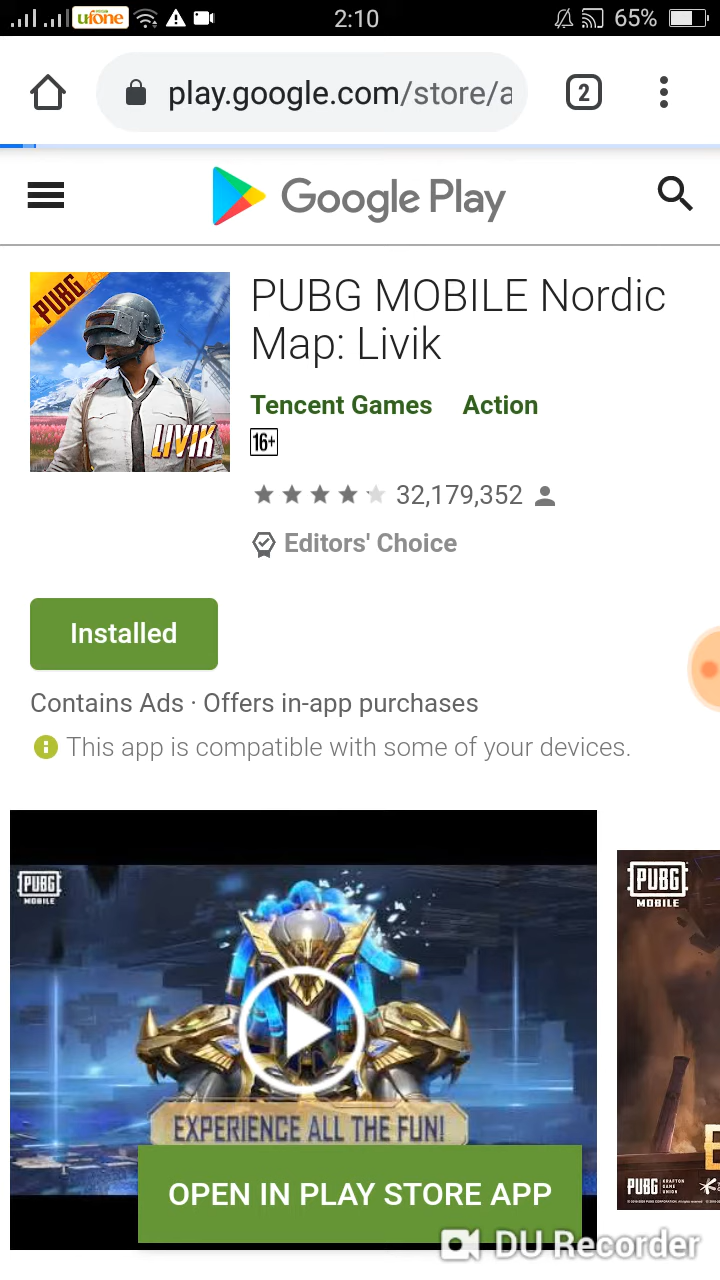 ufone 2:10 65%
play.google.com/store/a 2
Google Play
PUBG
LIVIK
PUBG MOBILE Nordic
Map: Livik
Tencent Games Action
16+
32,179,352
Editors' Choice
Installed
Contains Ads · Offers in-app purchases
This app is compatible with some of your devices.
PUBG
MOBILE
PUBG
MOBILE
EXPERIENCE ALL THE FUN!
OPEN IN PLAY STORE APP
PUBG KRAFTON
GAME
UNION
DU Recorder